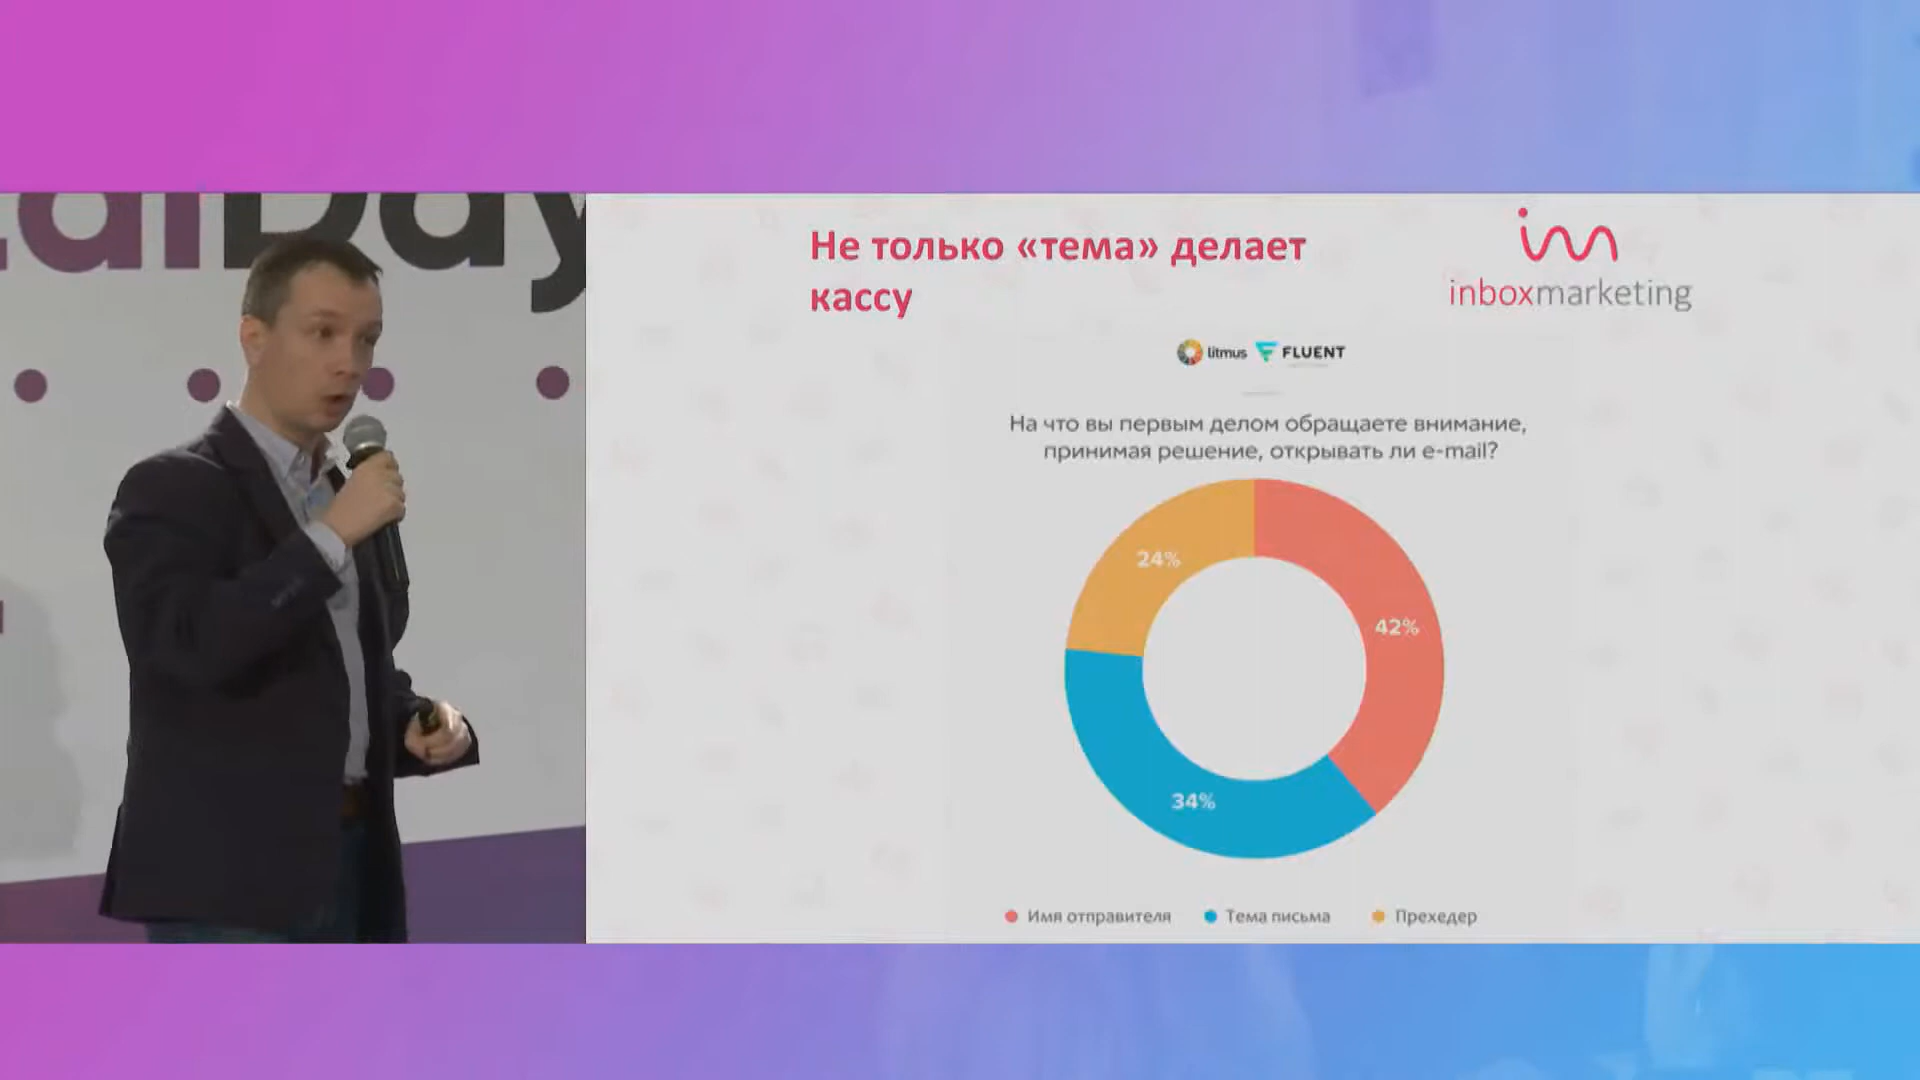 talDay
Не только «тема» делает
кассу
inboxmarketing
litmus FLUENT
На что вы первым делом обращаете внимание,
принимая решение, открывать ли e-mail?
24%
42%
34%
Имя отправителя Тема письма Прехедер